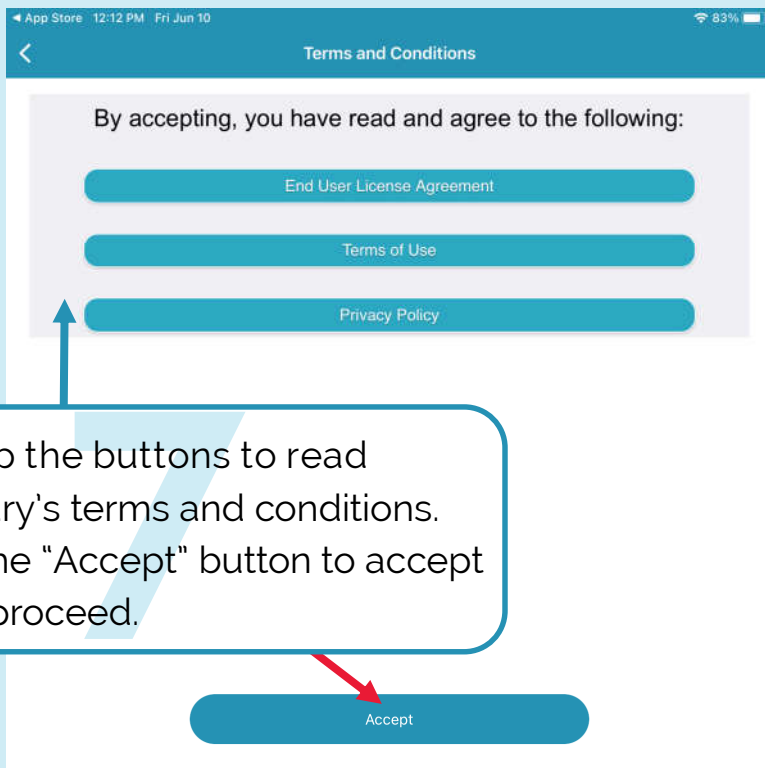 ◄ App Store 12:12 PM Fri Jun 10 83%
Terms and Conditions
By accepting, you have read and agree to the following:
End User License Agreement
Terms of Use
Privacy Policy
7
the buttons to read
terms and conditions.
"Accept" button to accept
proceed.
Accept